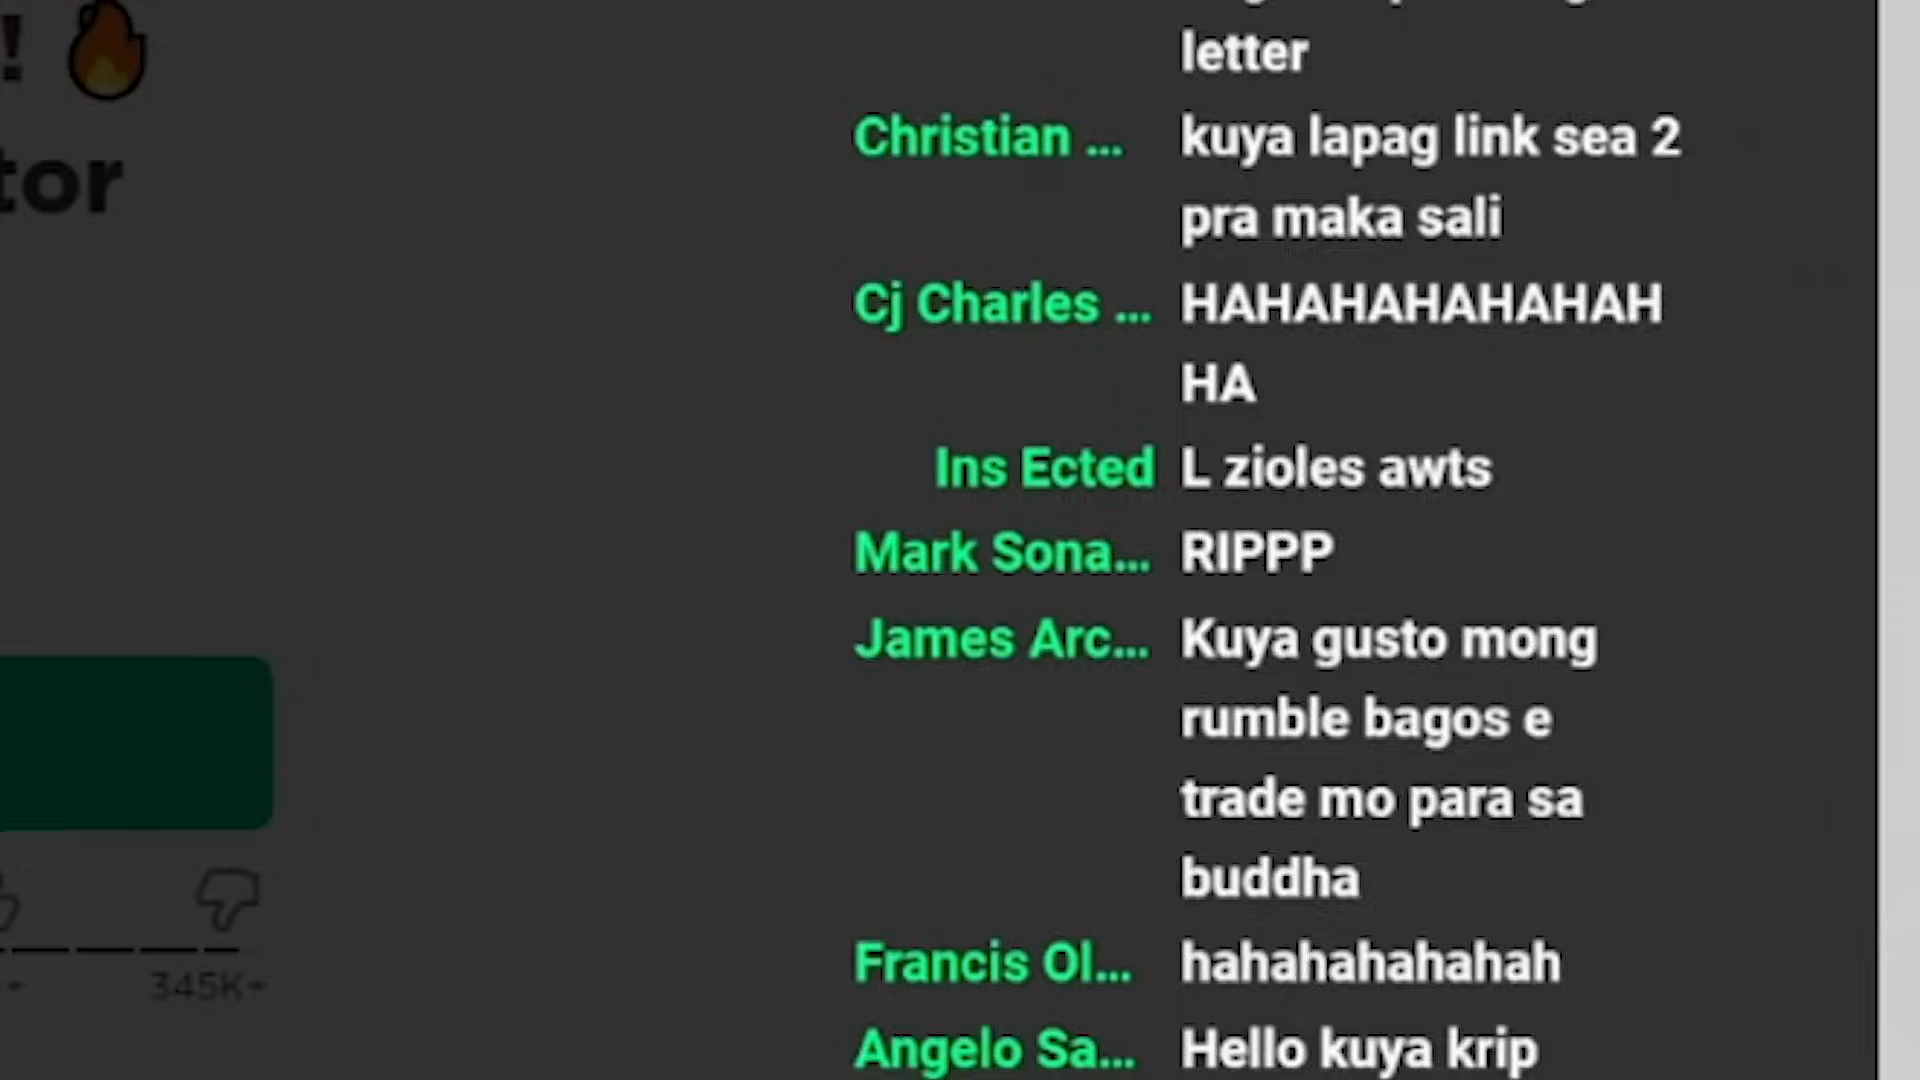 !
tor
345K+
letter
Christian ... kuya lapag link sea 2
pra maka sali
Cj Charles ... HAHAHAHAHAHAH
HA
Ins Ected L zioles awts
Mark Sona... RIPPP
James Arc... Kuya gusto mong
rumble bagos e
trade mo para sa
buddha
Francis Ol... hahahahahahah
Angelo Sa... Hello kuya krip